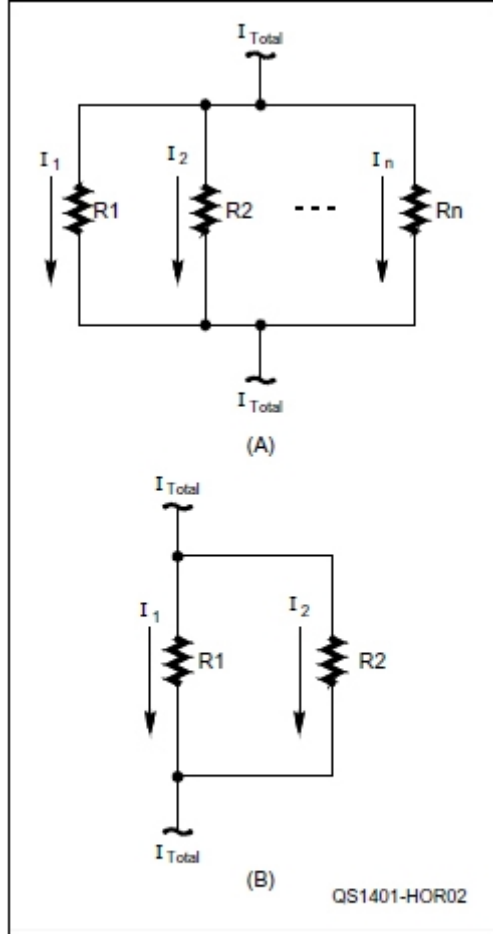 I Total
I 1 I 2 I n
R1 R2 Rn
I Total
(A)
I Total
I 1 I 2
R1 R2
I Total
(B)
QS1401-HOR02